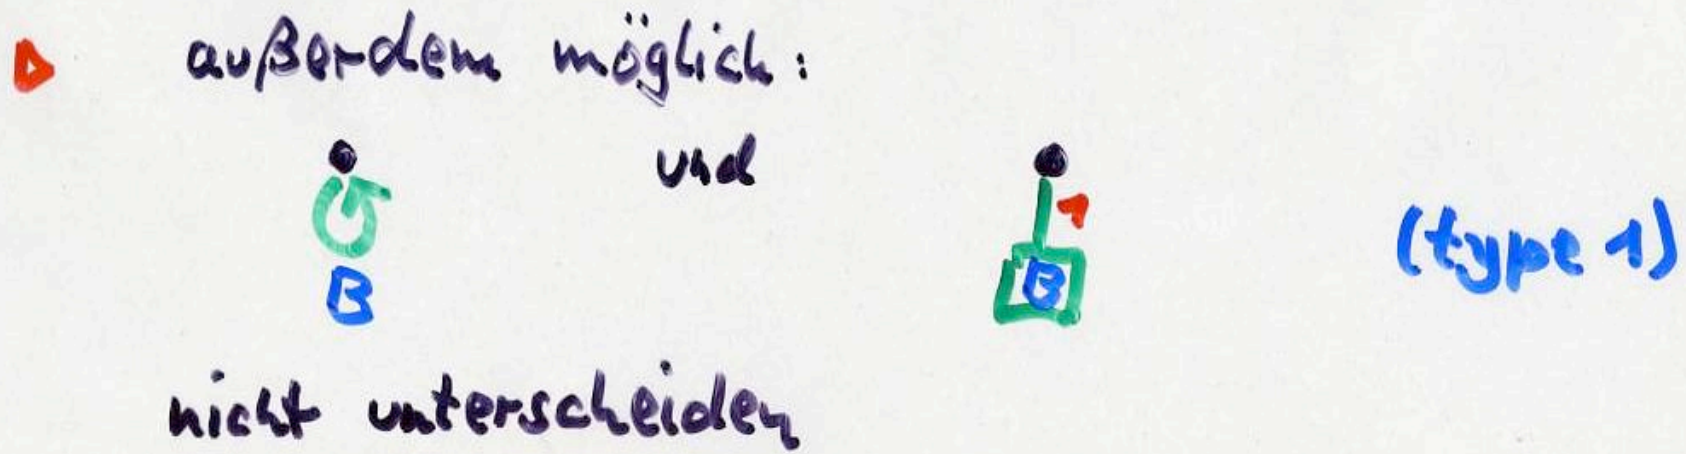 außerdem möglich:
und
1
(type 1)
B
B
nicht unterscheiden